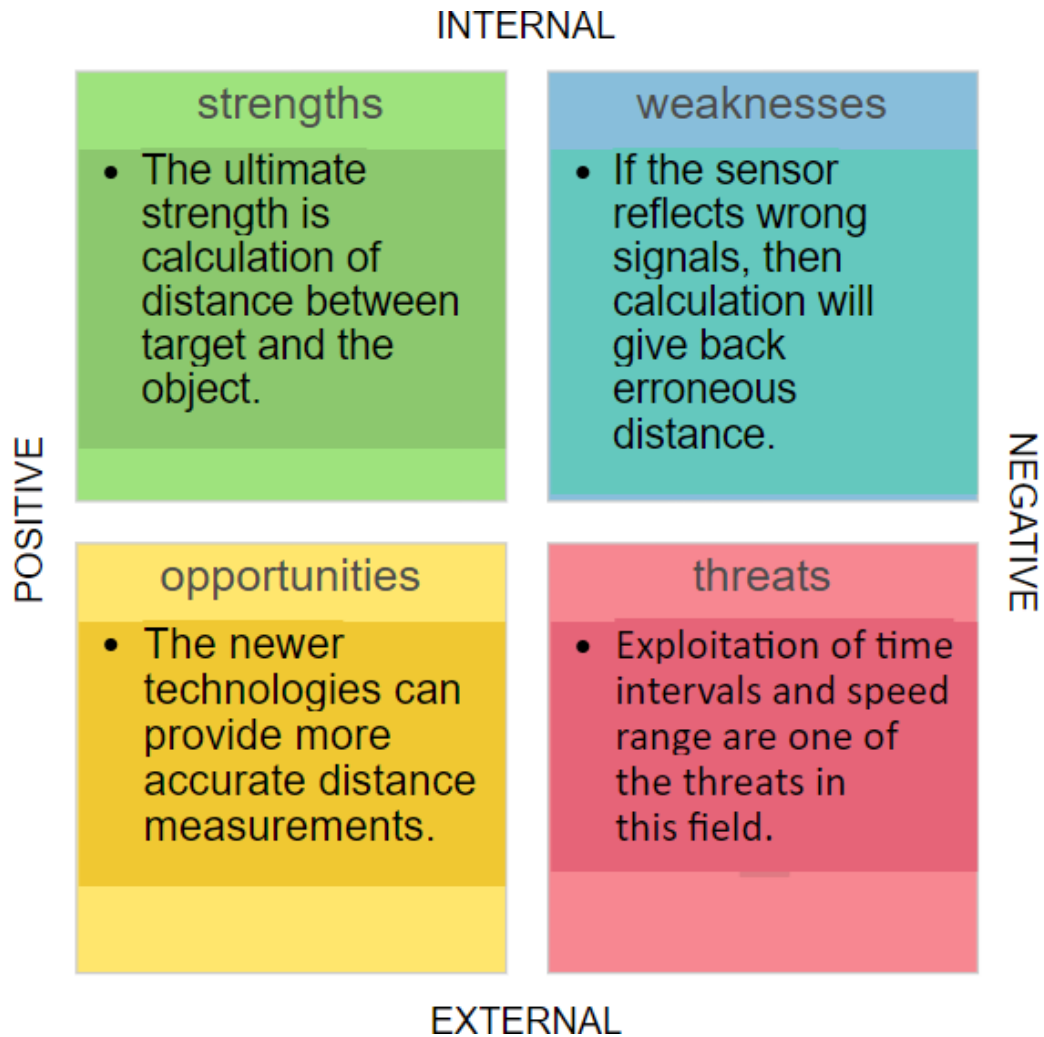 INTERNAL
strengths
• The ultimate
strength is
calculation of
distance between
target and the
object.
weaknesses
• If the sensor
reflects wrong
signals, then
calculation will
give back
erroneous
distance.
POSITIVE
NEGATIVE
opportunities
• The newer
technologies can
provide more
accurate distance
measurements.
threats
• Exploitation of time
intervals and speed
range are one of
the threats in
this field.
EXTERNAL